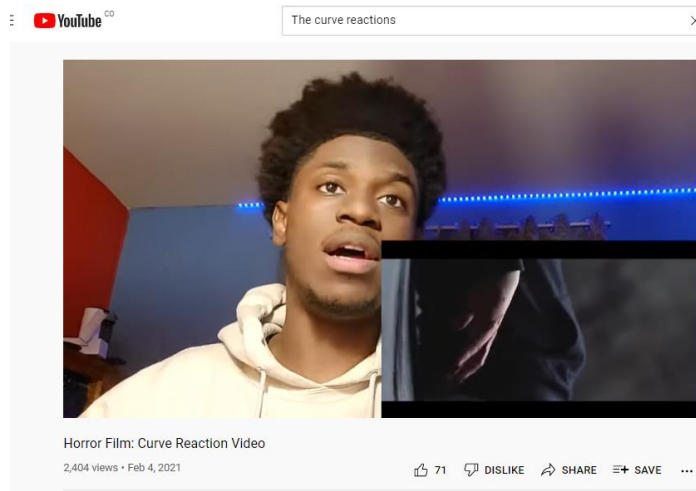 YouTube CO
The curve reactions
Horror Film: Curve Reaction Video
2,404 views • Feb 4, 2021
71 DISLIKE SHARE SAVE